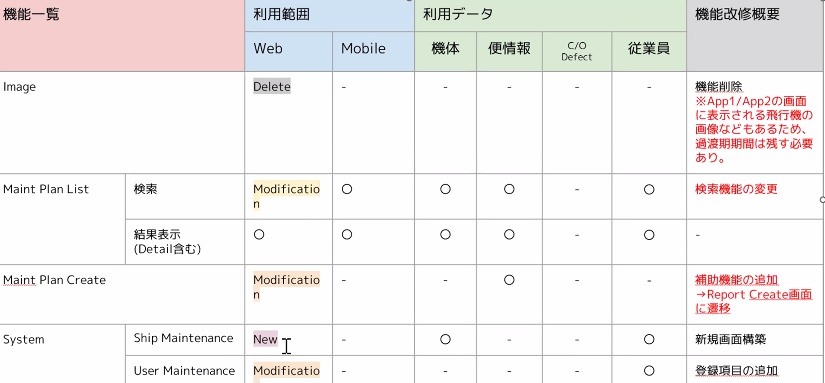 機能一覧 利用範囲 利用データ 機能改修概要
Web Mobile 機体 便情報 C/O 従業員
Defect
Image Delete - - - - - 機能削除
※App1/App2の画面
に表示される飛行機の
画像などもあるため、
過渡期期間は残す必要
あり。
Maint Plan List 検索 Modificatio 〇 〇 〇 - 〇 検索機能の変更
n
結果表示 〇 〇 〇 〇 - 〇 -
(Detail含む)
Maint Plan Create Modificatio - - 〇 - - 補助機能の追加
n →Report Create画面
に遷移
System Ship Maintenance New - 〇 - - 〇 新規画面構築
User Maintenance Modificatio - - - - 〇 登録項目の追加